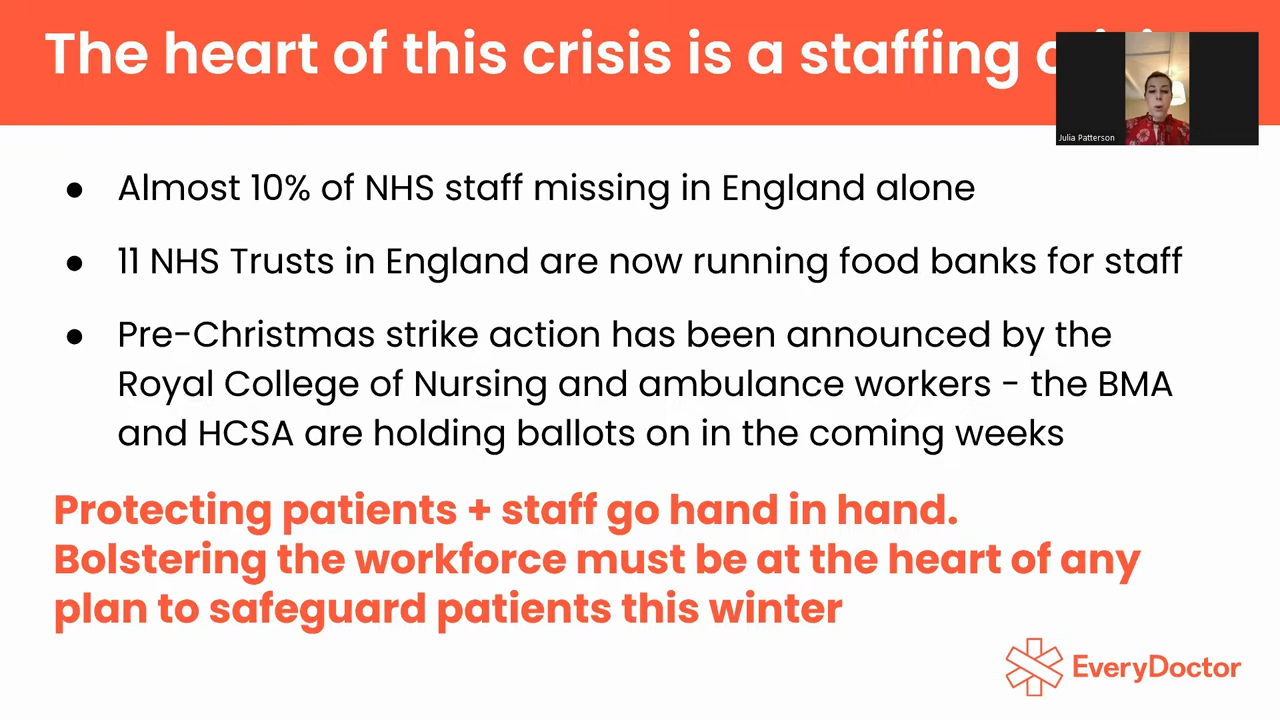 The heart of this crisis is a staffing
Julia Patterson
● Almost 10% of NHS staff missing in England alone
● 11 NHS Trusts in England are now running food banks for staff
● Pre-Christmas strike action has been announced by the
Royal College of Nursing and ambulance workers - the BMA
and HCSA are holding ballots on in the coming weeks
Protecting patients + staff go hand in hand.
Bolstering the workforce must be at the heart of any
plan to safeguard patients this winter
EveryDoctor